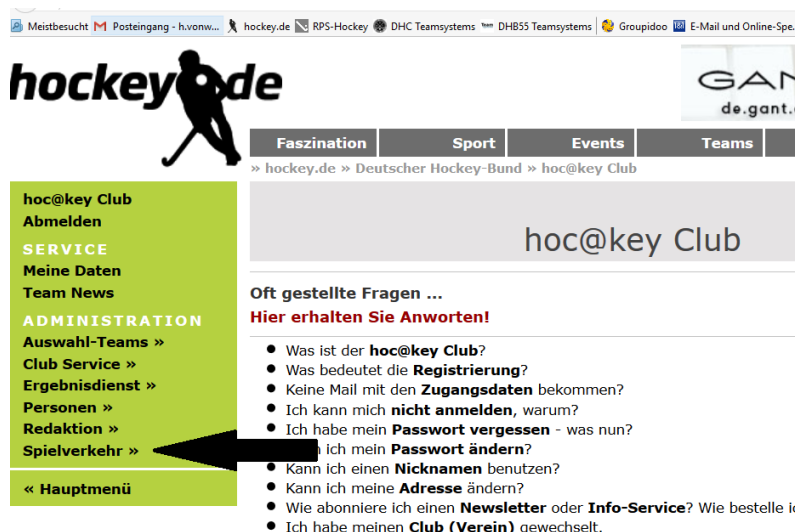 Meistbesucht Posteingang - h.vonw... hockey.de RPS-Hockey DHC Teamsystems DHB55 Teamsystems Groupidoo E-Mail und Online-Spe.
hockey de
GAN
de.gant.
Faszination Sport Events Teams
» hockey.de » Deutscher Hockey-Bund » hoc@key Club
hoc@key Club
Abmelden
SERVICE
Meine Daten
Team News
ADMINISTRATION
Auswahl-Teams »
Club Service »
Ergebnisdienst »
Personen »
Redaktion »
Spielverkehr »
« Hauptmenü
hoc@key Club
Oft gestellte Fragen ...
Hier erhalten Sie Anworten!
Was ist der hoc@key Club?
Was bedeutet die Registrierung?
Keine Mail mit den Zugangsdaten bekommen?
Ich kann mich nicht anmelden, warum?
Ich habe mein Passwort vergessen - was nun?
ich mein Passwort ändern?
Kann ich einen Nicknamen benutzen?
Kann ich meine Adresse ändern?
Wie abonniere ich einen Newsletter oder Info-Service? Wie bestelle
Ich habe meinen Club (Verein) gewechselt.